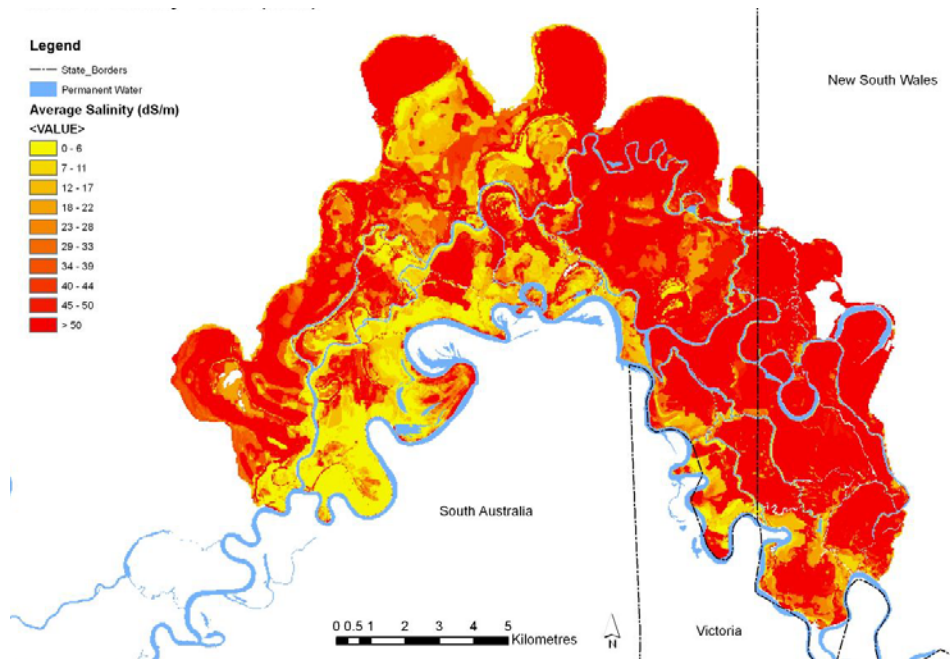 Legend
State_Borders
Permanent Water
Average Salinity (dS/m)
<VALUE>
0 - 6
7 - 11
12 - 17
18 - 22
23 - 28
29 - 33
34 - 39
40 - 44
45 - 50
> 50
New South Wales
South Australia
Victoria
0 0.5 1 2 3 4 5
Kilometres
N